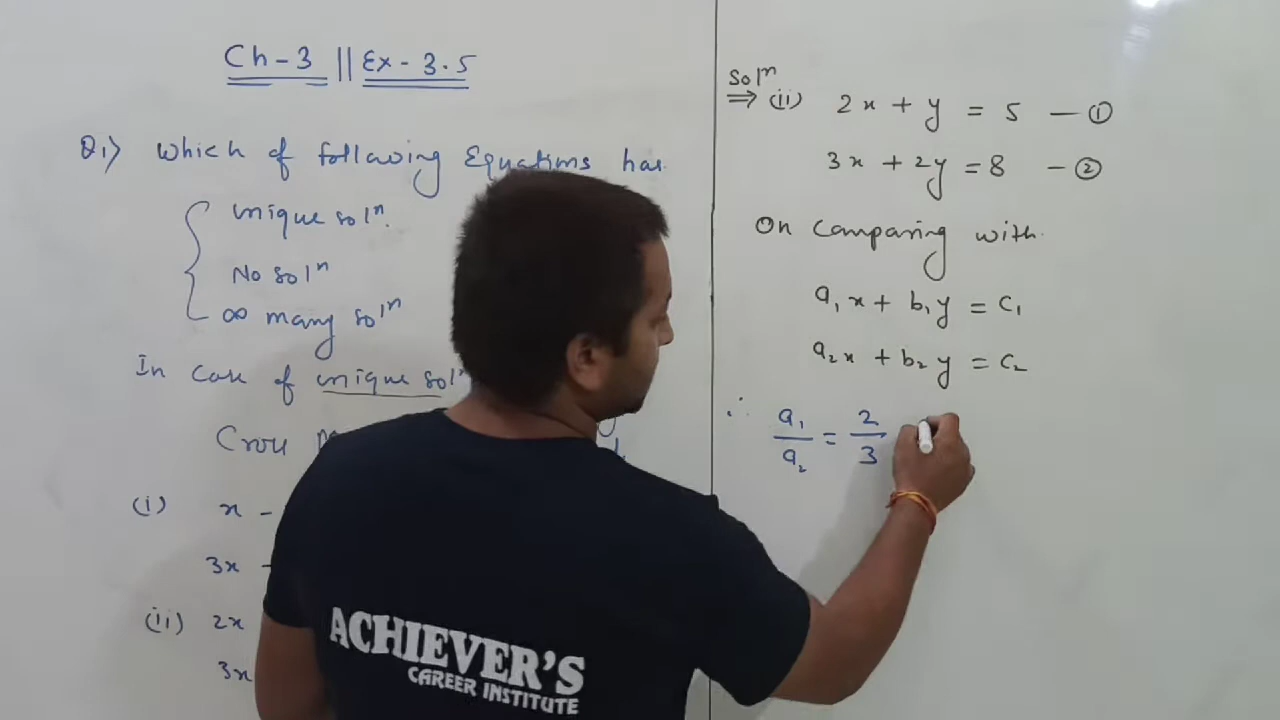 Ch-3 || Ex-3.5
Q1) Which of following Equations has
unique solⁿ.
No solⁿ
∞ many solⁿ
In case of unique solⁿ
Cross
(i) x -
3x -
(ii) 2x
3x
Solⁿ
⇒ (ii) 2x + y = 5 — ①
3x + 2y = 8 — ②
On comparing with
a₁x + b₁y = c₁
a₂x + b₂y = c₂
∴ a₁/a₂ = 2/3
ACHIEVER'S
CAREER INSTITUTE